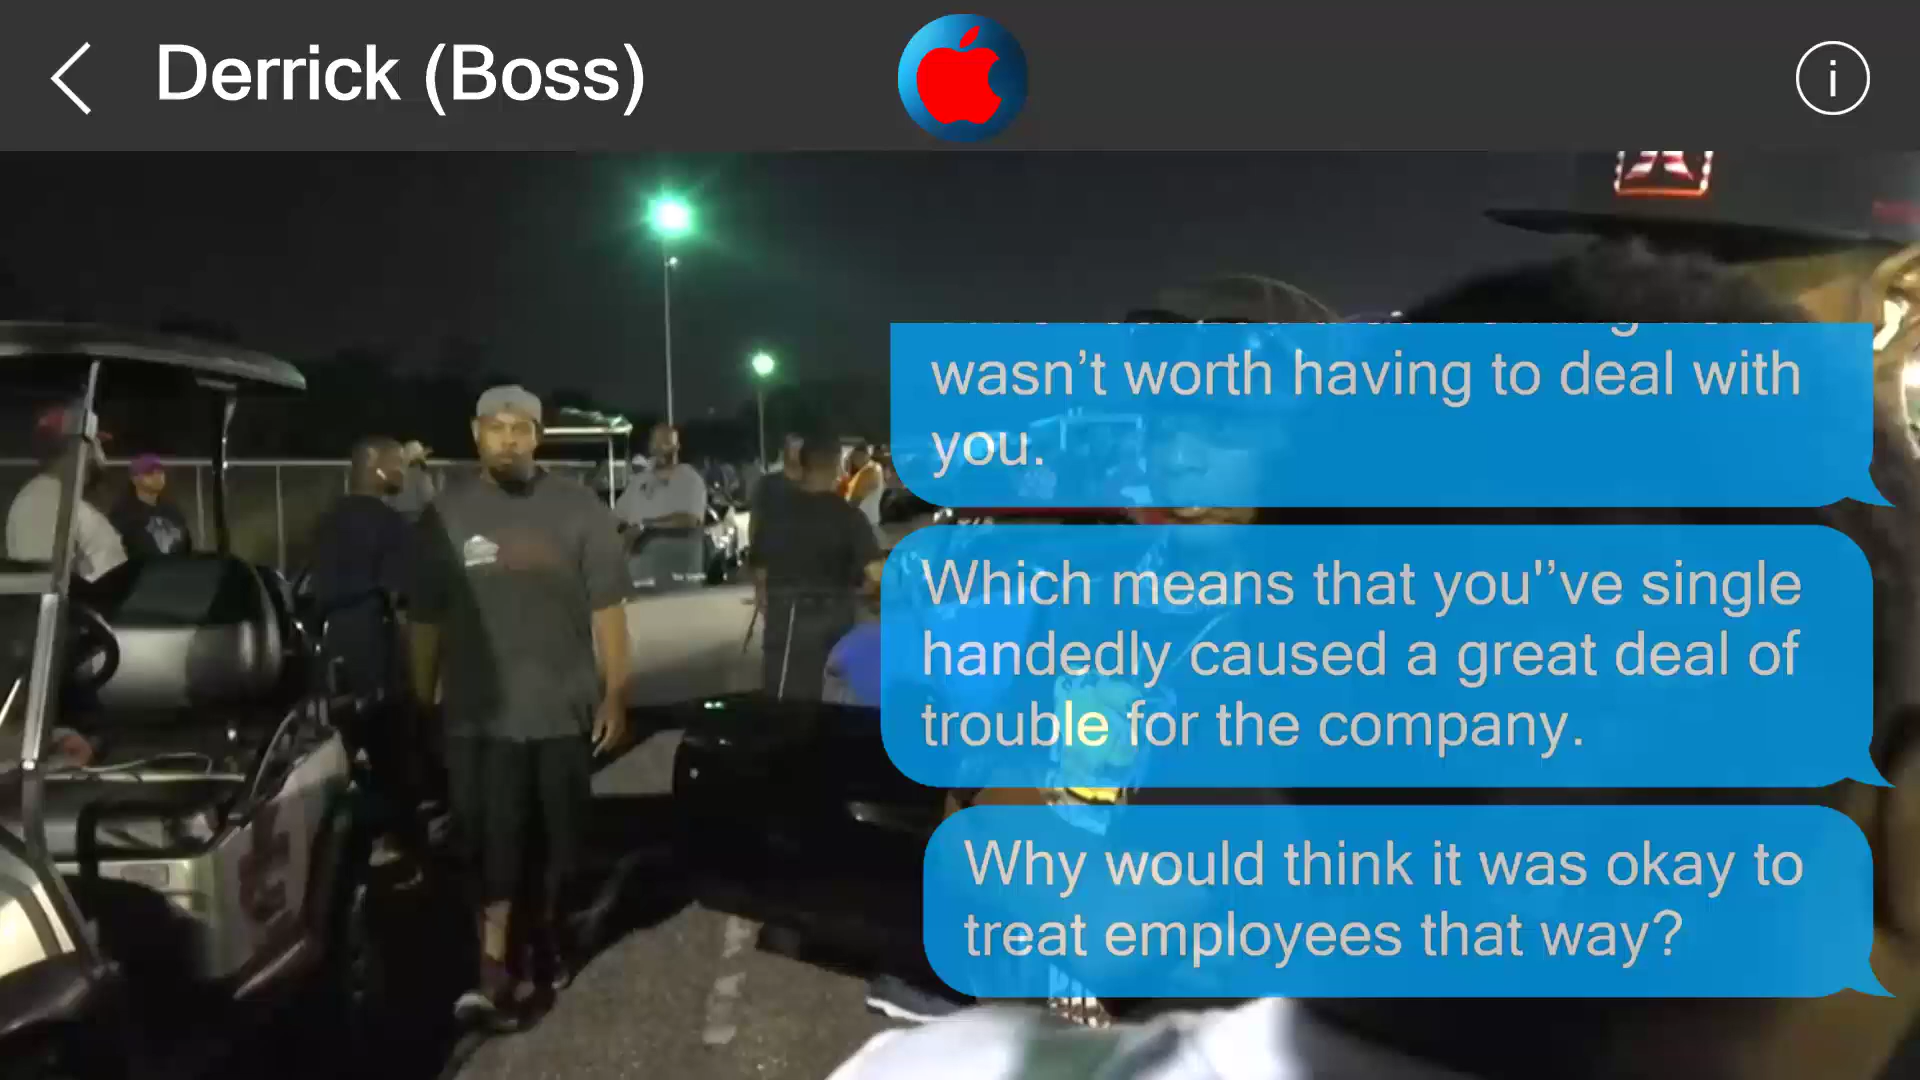 Derrick (Boss)
i
wasn’t worth having to deal with
you.
Which means that you"’ve single
handedly caused a great deal of
trouble for the company.
Why would think it was okay to
treat employees that way?